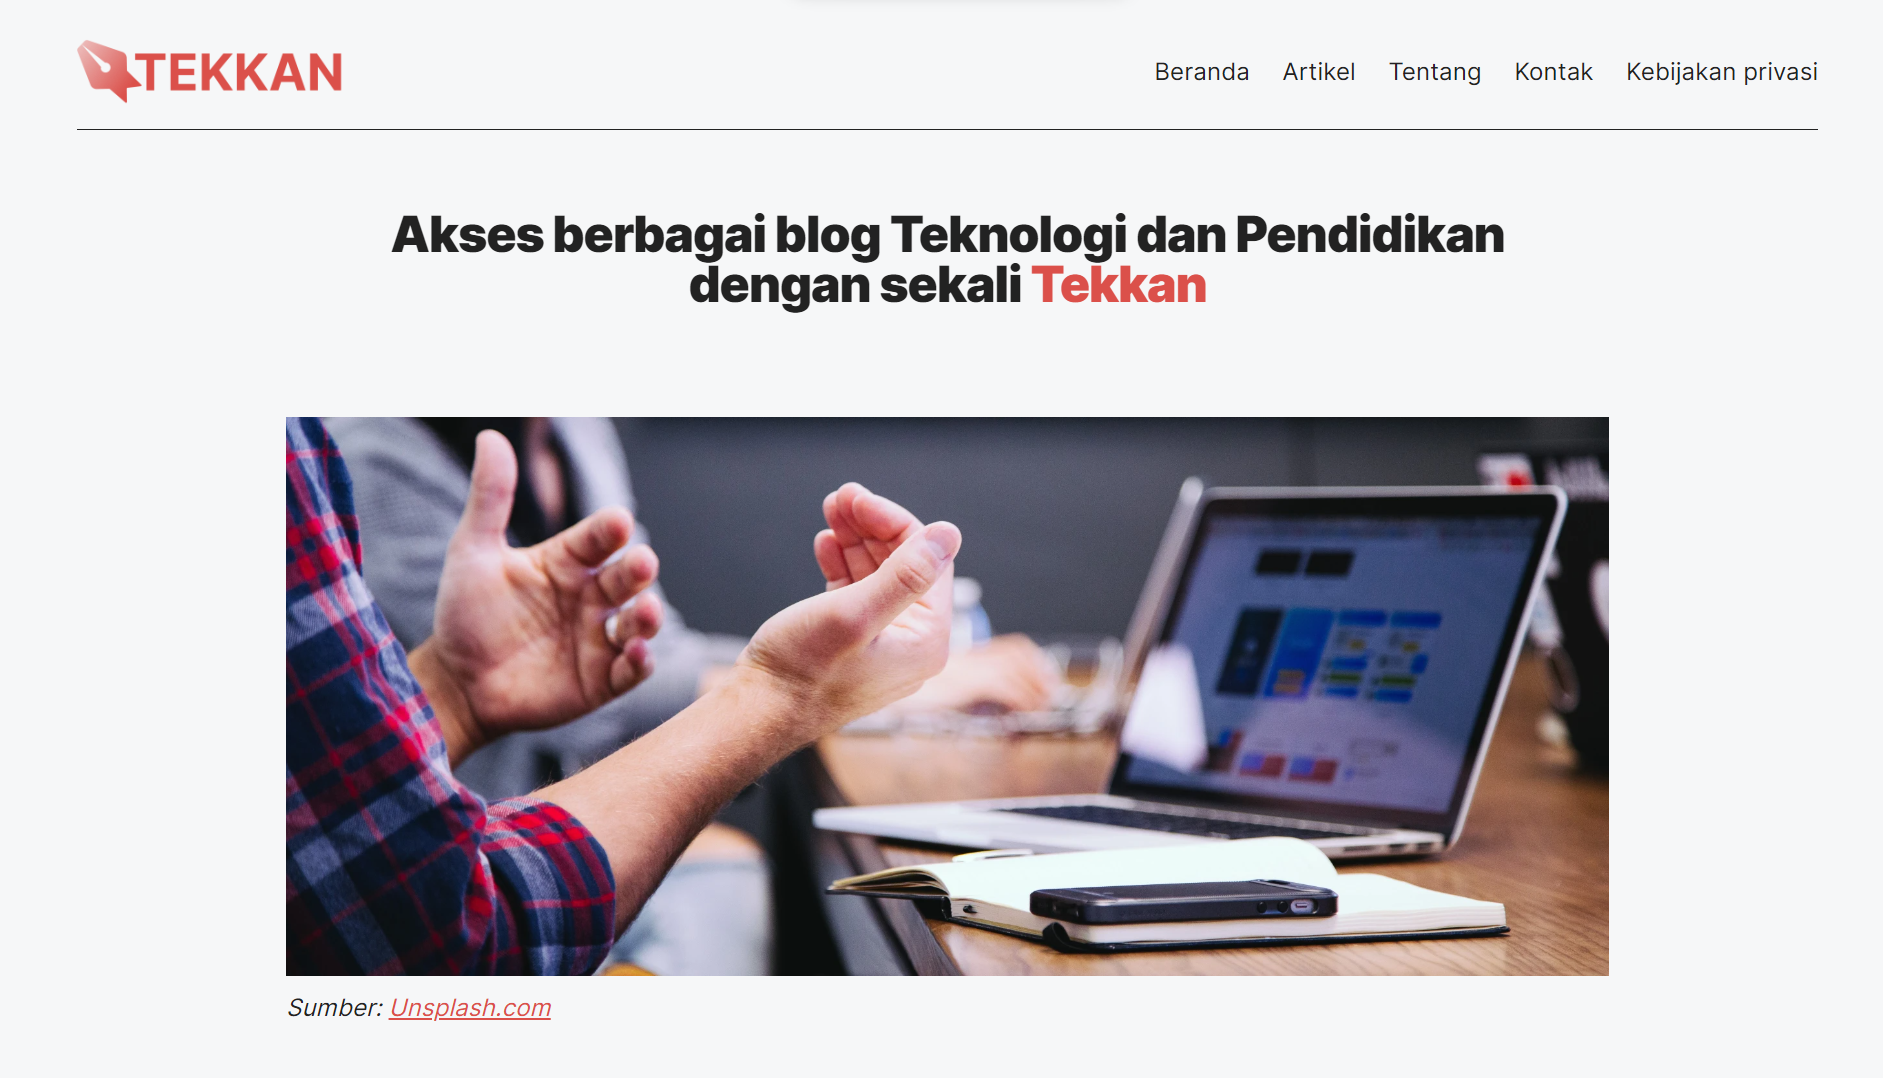 TEKKAN
Beranda Artikel Tentang Kontak Kebijakan privasi
Akses berbagai blog Teknologi dan Pendidikan
dengan sekali Tekkan
Sumber: Unsplash.com